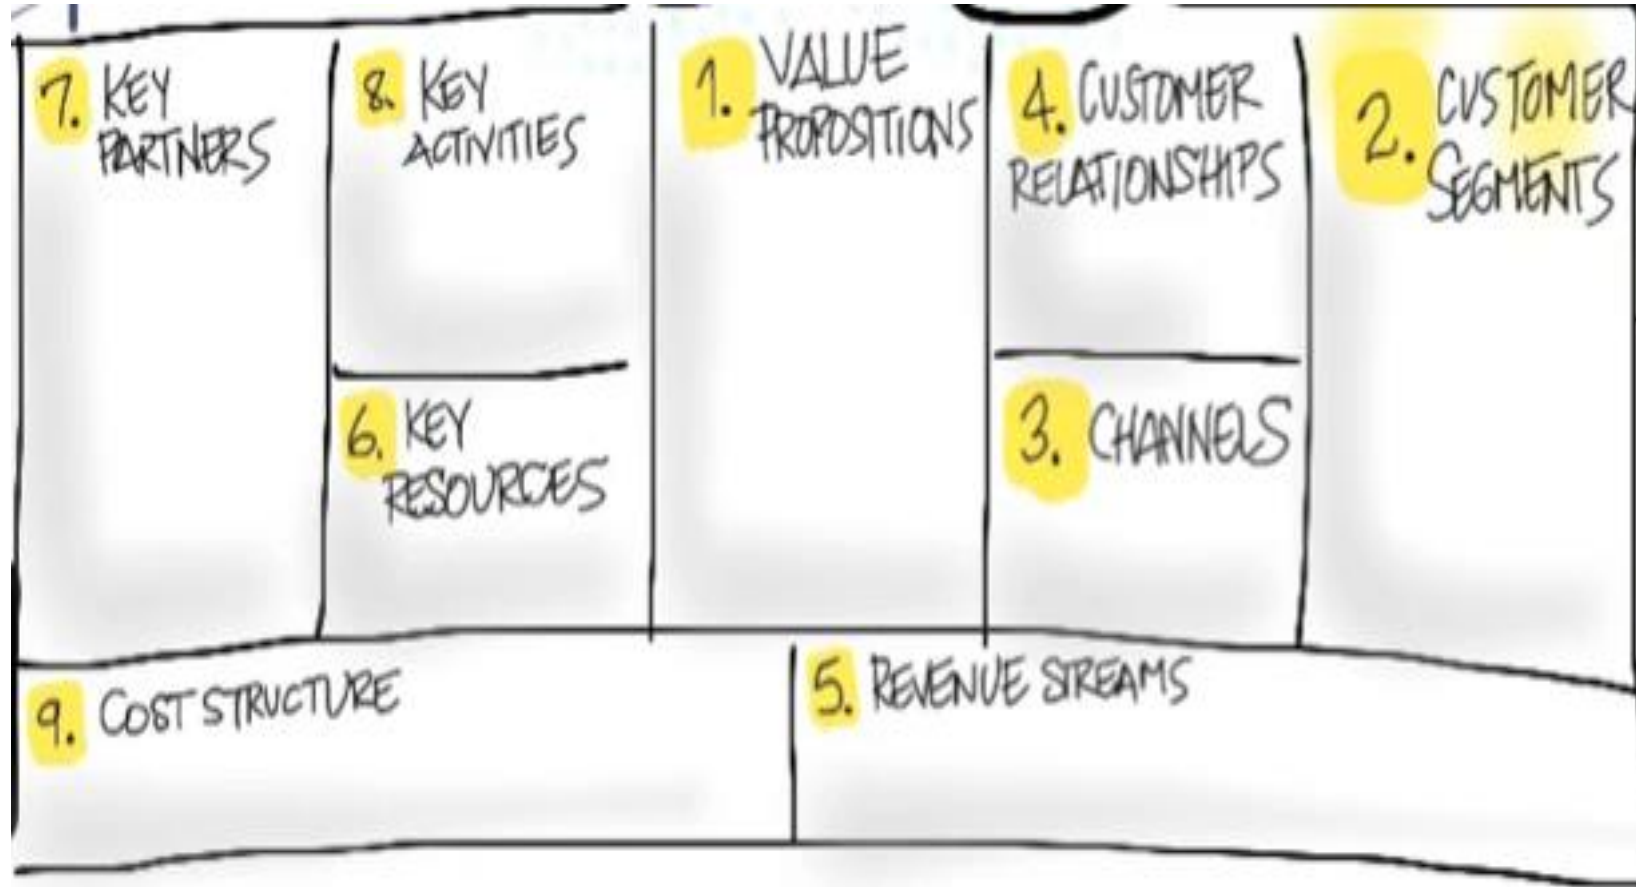 7. KEY
PARTNERS
8. KEY
ACTIVITIES
6. KEY
RESOURCES
1. VALUE
PROPOSITIONS
4. CUSTOMER
RELATIONSHIPS
3. CHANNELS
2. CUSTOMER
SEGMENTS
9. COST STRUCTURE
5. REVENUE STREAMS